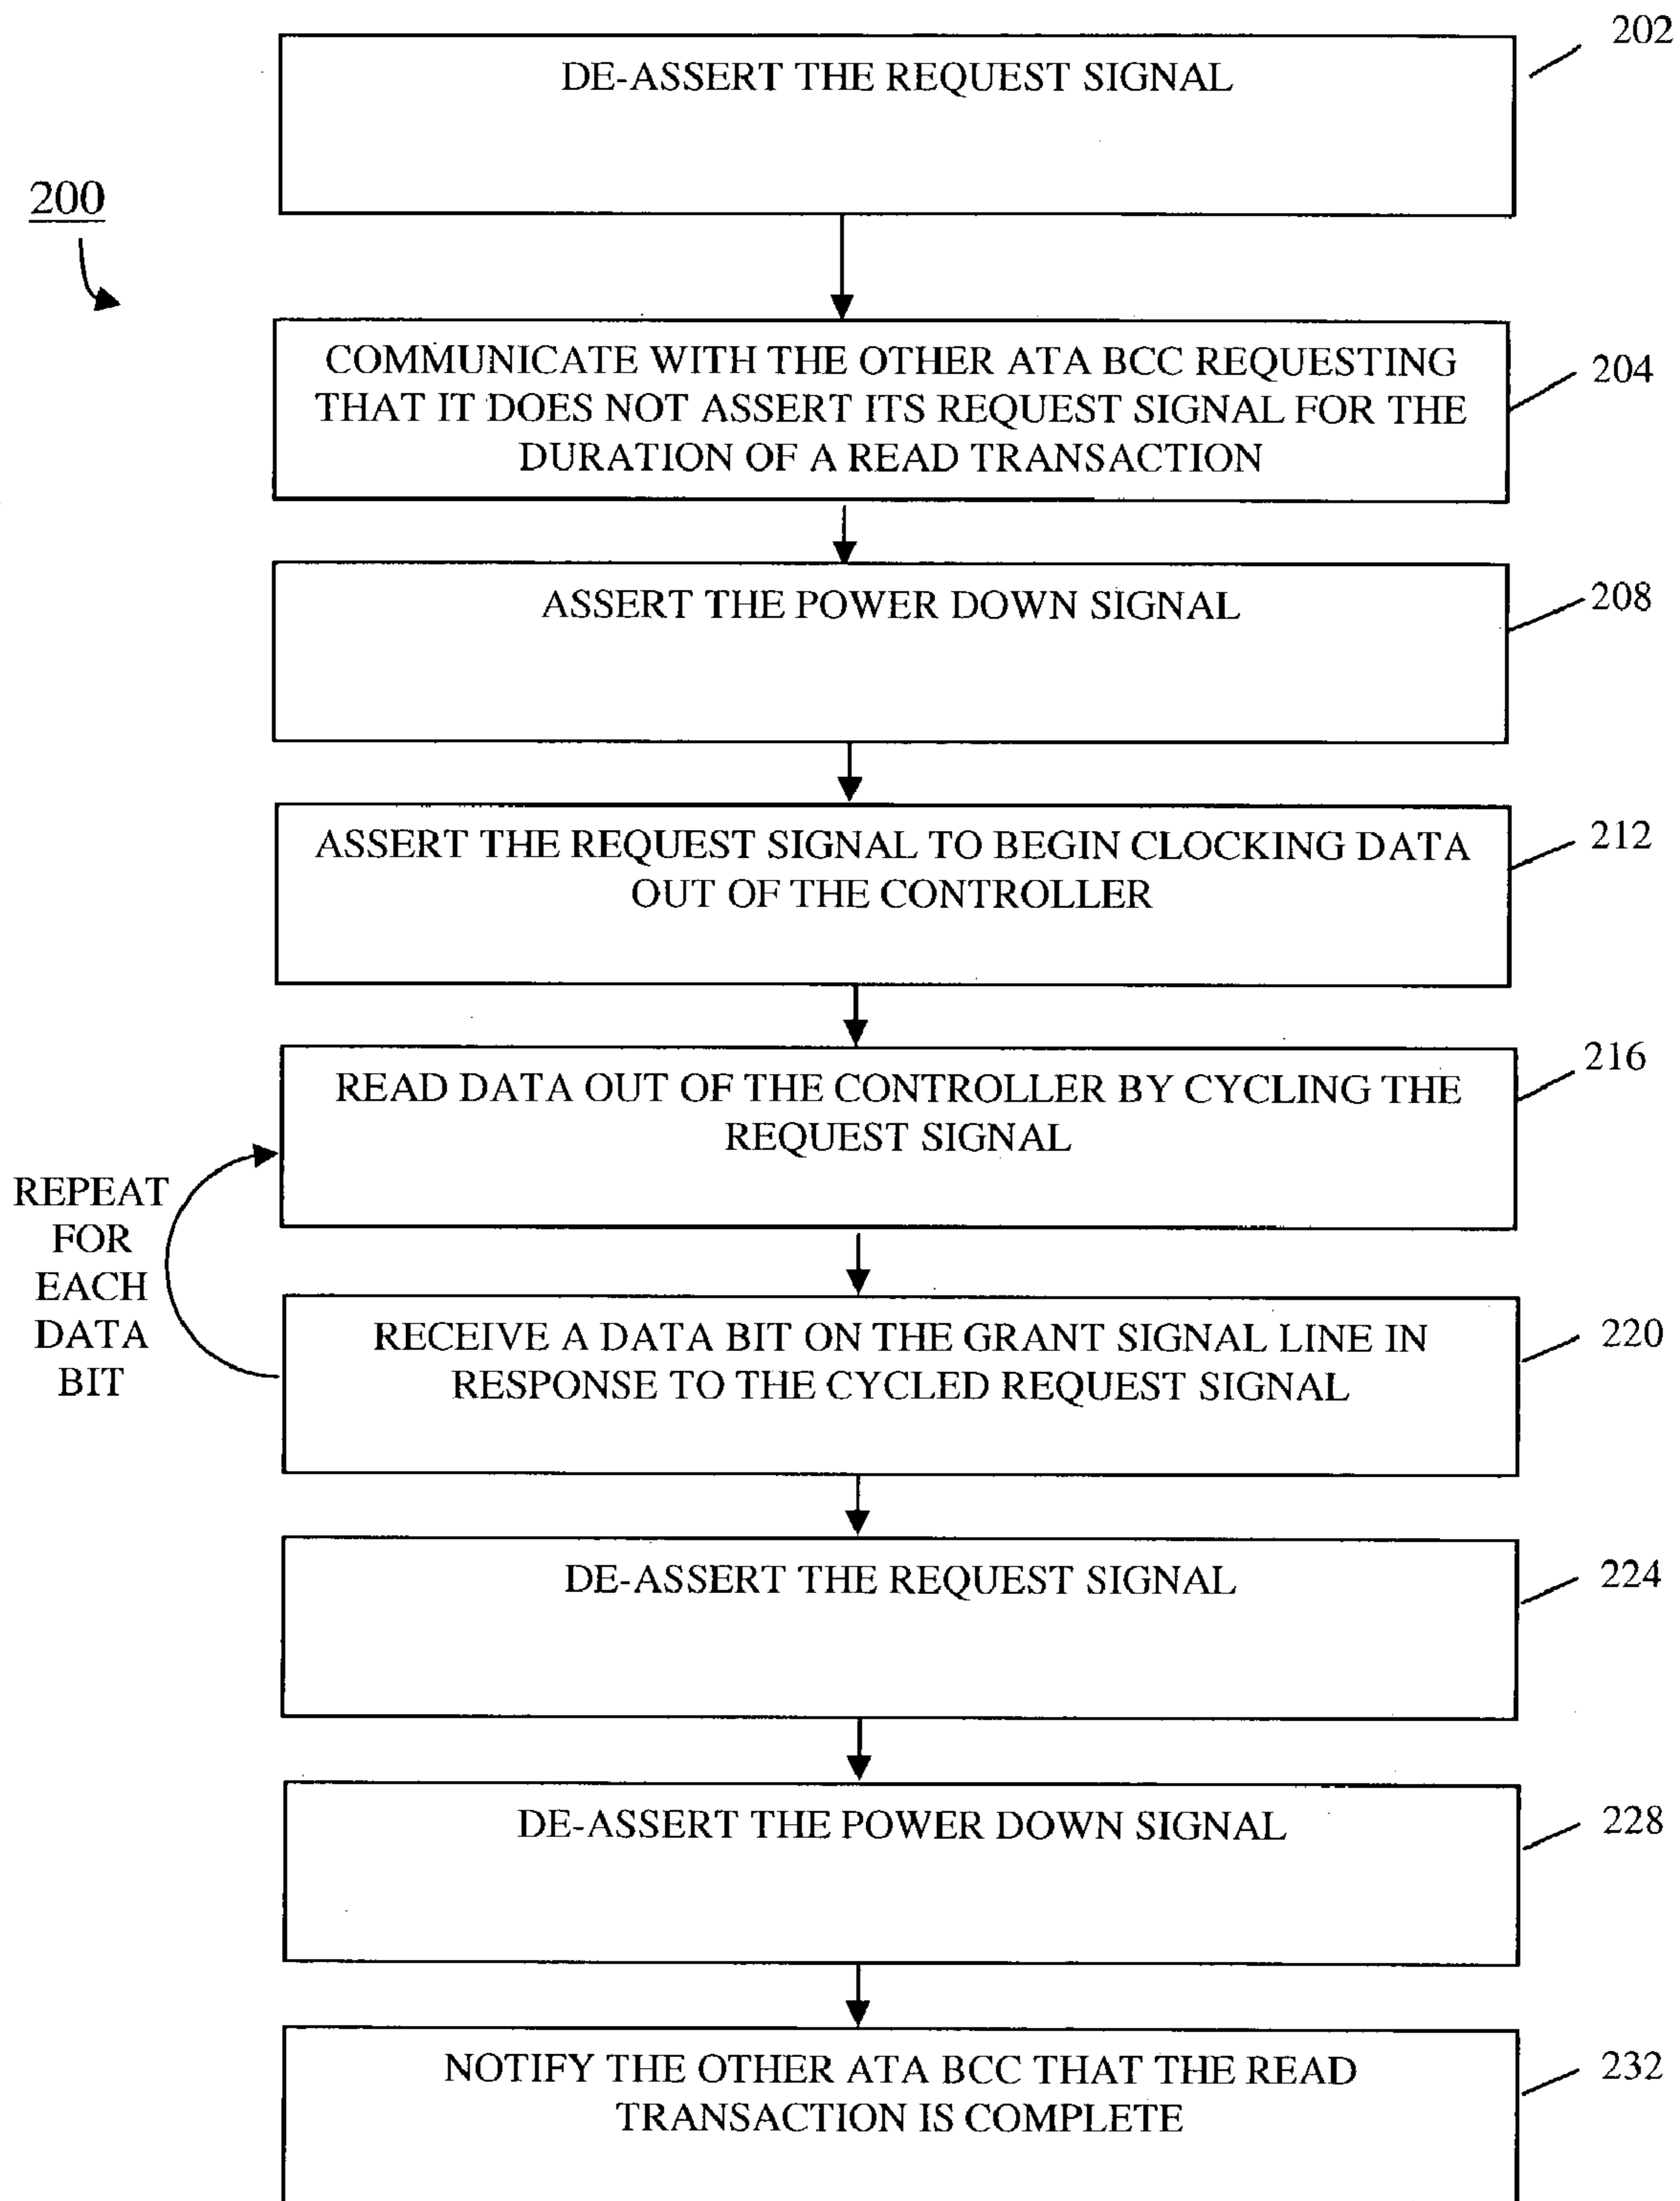 202
DE-ASSERT THE REQUEST SIGNAL
200
COMMUNICATE WITH THE OTHER ATA BCC REQUESTING
THAT IT DOES NOT ASSERT ITS REQUEST SIGNAL FOR THE
DURATION OF A READ TRANSACTION
204
ASSERT THE POWER DOWN SIGNAL
208
ASSERT THE REQUEST SIGNAL TO BEGIN CLOCKING DATA
OUT OF THE CONTROLLER
212
READ DATA OUT OF THE CONTROLLER BY CYCLING THE
REQUEST SIGNAL
216
REPEAT
FOR
EACH
DATA
BIT
RECEIVE A DATA BIT ON THE GRANT SIGNAL LINE IN
RESPONSE TO THE CYCLED REQUEST SIGNAL
220
DE-ASSERT THE REQUEST SIGNAL
224
DE-ASSERT THE POWER DOWN SIGNAL
228
NOTIFY THE OTHER ATA BCC THAT THE READ
TRANSACTION IS COMPLETE
232